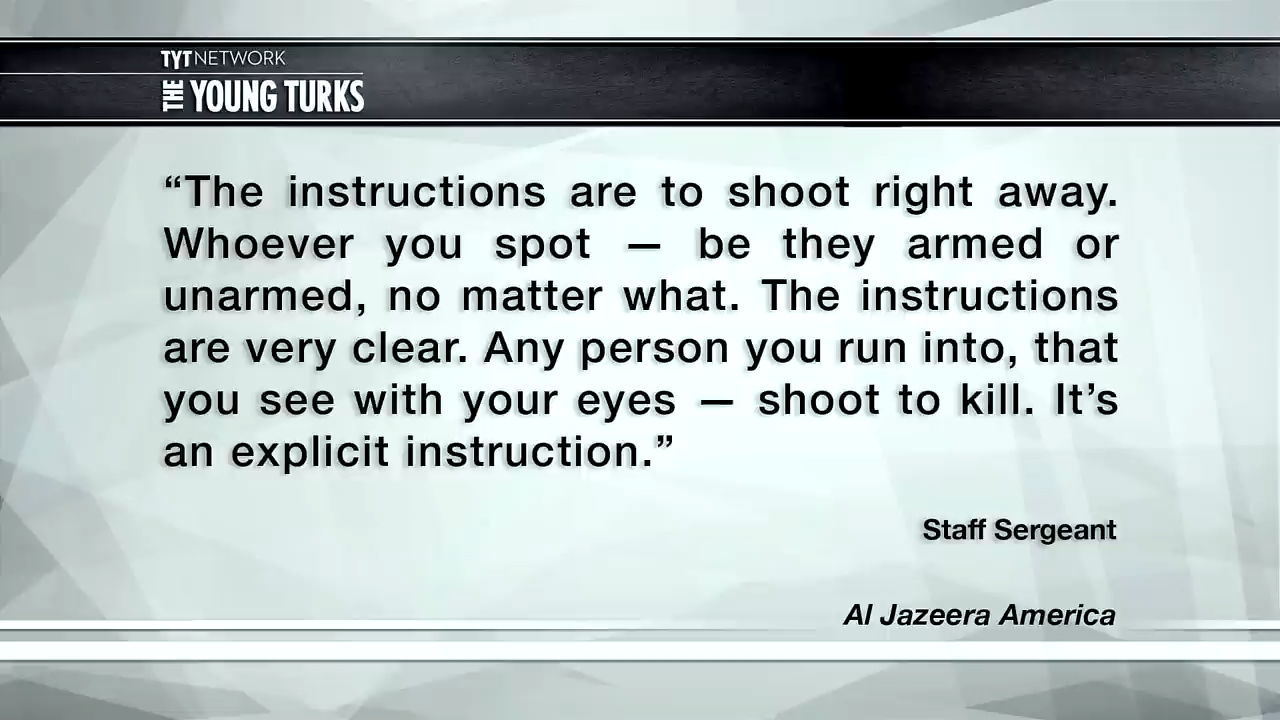 TYT NETWORK
THE YOUNG TURKS
“The instructions are to shoot right away.
Whoever you spot — be they armed or
unarmed, no matter what. The instructions
are very clear. Any person you run into, that
you see with your eyes — shoot to kill. It’s
an explicit instruction.”
Staff Sergeant
Al Jazeera America